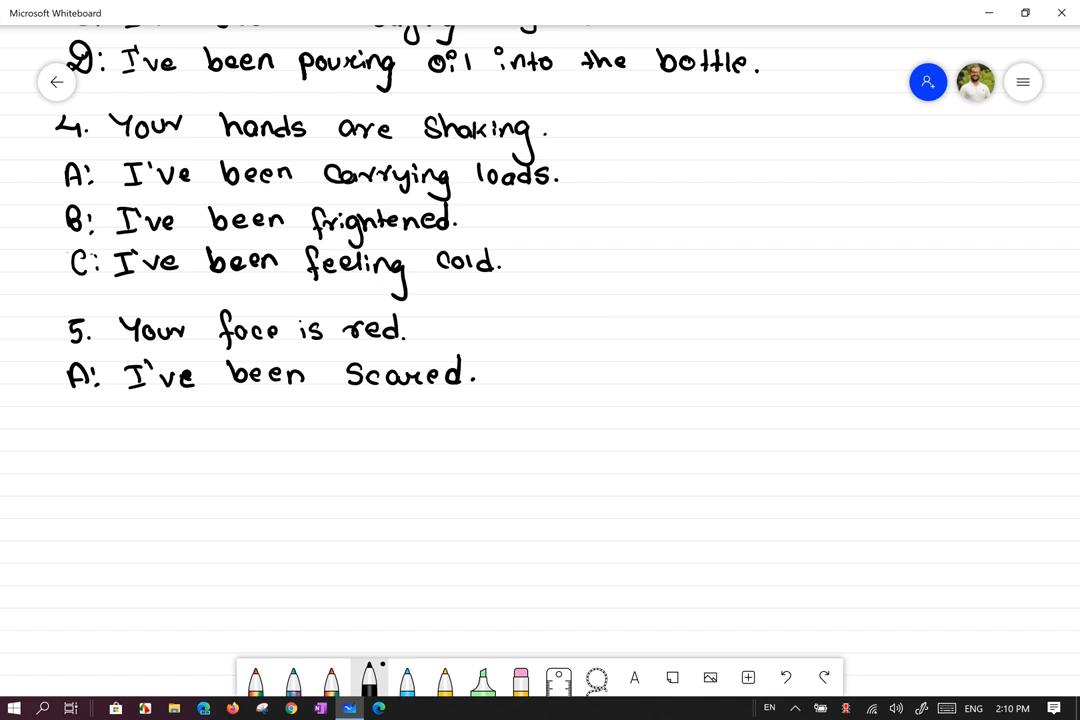 Microsoft Whiteboard
D: I've been pouring oil into the bottle.
4. Your hands are shaking.
A: I've been carrying loads.
B: I've been frightened.
C: I've been feeling cold.
5. Your face is red.
A: I've been scared.
EN ENG 2:10 PM